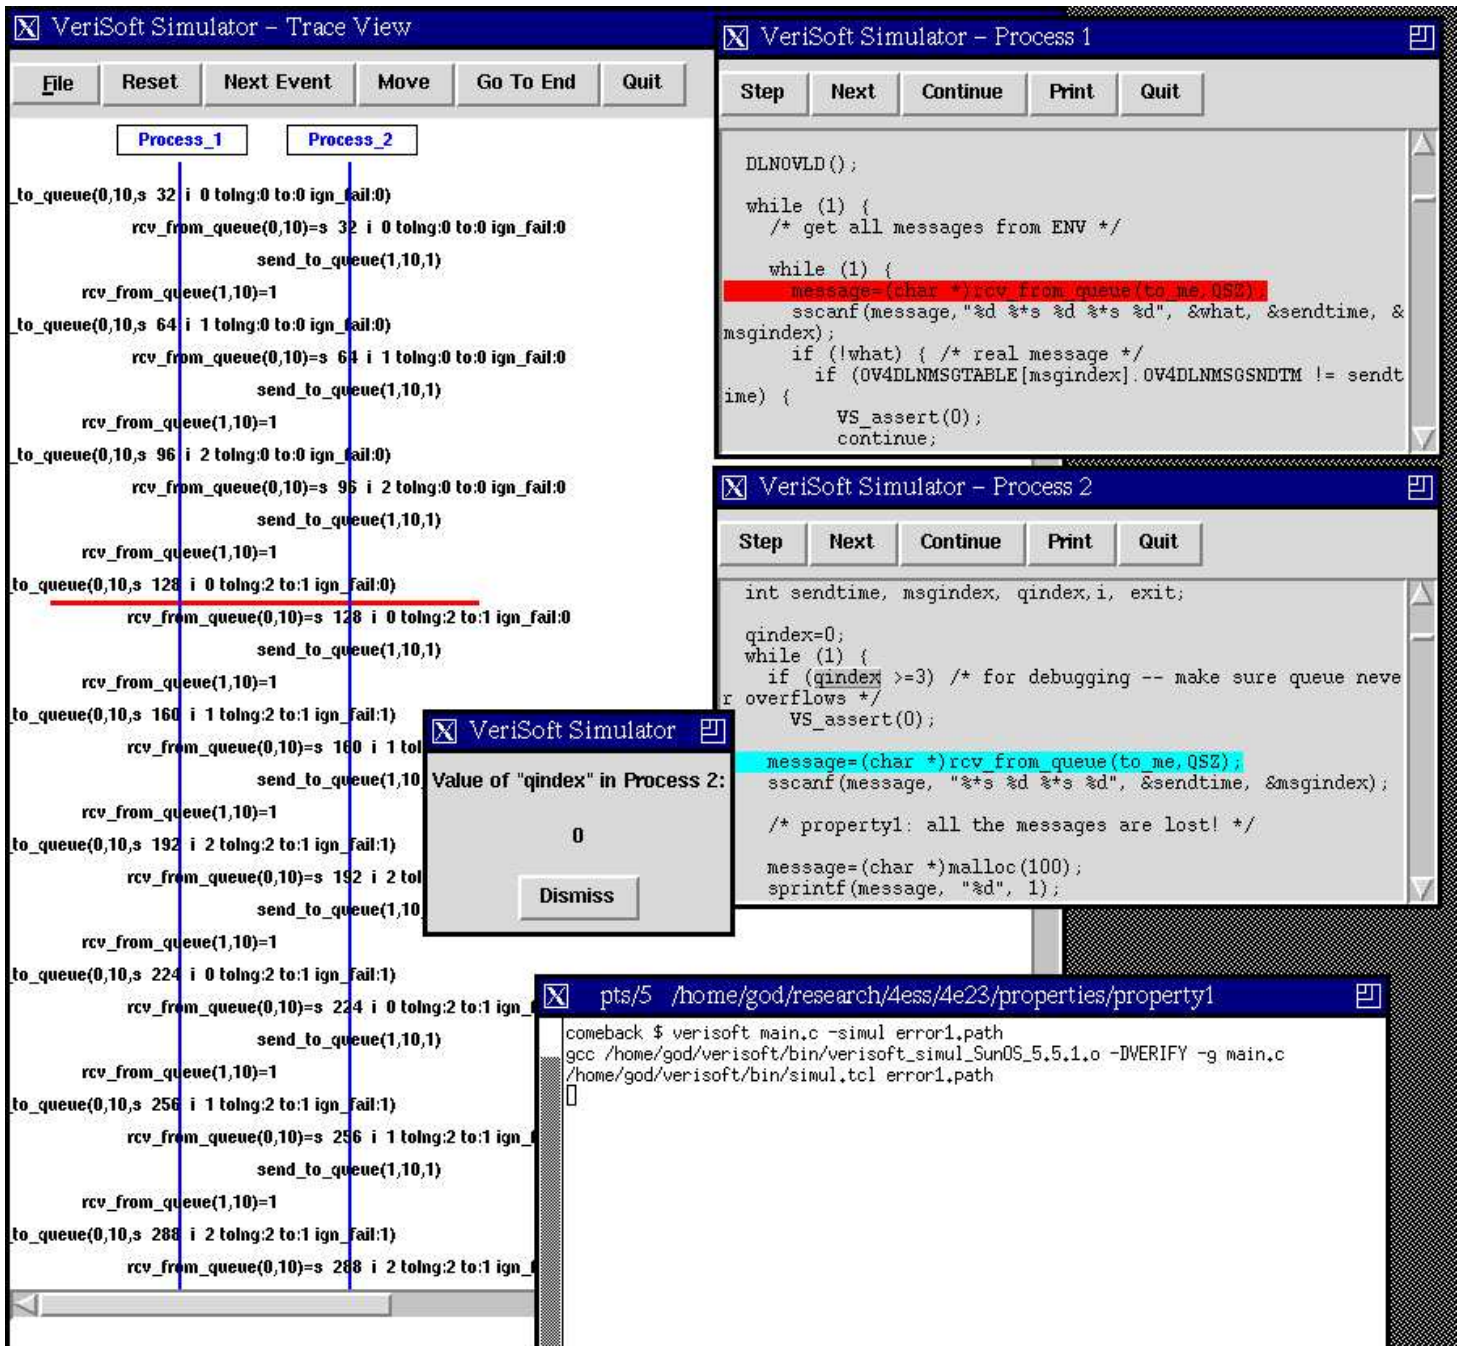 VeriSoft Simulator – Trace View
File Reset Next Event Move Go To End Quit
Process_1 Process_2
_to_queue(0,10,s 32 i 0 tolng:0 to:0 ign_fail:0)
rcv_from_queue(0,10)=s 32 i 0 tolng:0 to:0 ign_fail:0
send_to_queue(1,10,1)
rcv_from_queue(1,10)=1
_to_queue(0,10,s 64 i 1 tolng:0 to:0 ign_fail:0)
rcv_from_queue(0,10)=s 64 i 1 tolng:0 to:0 ign_fail:0
send_to_queue(1,10,1)
rcv_from_queue(1,10)=1
_to_queue(0,10,s 96 i 2 tolng:0 to:0 ign_fail:0)
rcv_from_queue(0,10)=s 96 i 2 tolng:0 to:0 ign_fail:0
send_to_queue(1,10,1)
rcv_from_queue(1,10)=1
to_queue(0,10,s 128 i 0 tolng:2 to:1 ign_fail:0)
rcv_from_queue(0,10)=s 128 i 0 tolng:2 to:1 ign_fail:0
send_to_queue(1,10,1)
rcv_from_queue(1,10)=1
to_queue(0,10,s 160 i 1 tolng:2 to:1 ign_fail:1)
rcv_from_queue(0,10)=s 160 i 1 tol
send_to_queue(1,10
rcv_from_queue(1,10)=1
to_queue(0,10,s 192 i 2 tolng:2 to:1 ign_fail:1)
rcv_from_queue(0,10)=s 192 i 2 tol
send_to_queue(1,10
rcv_from_queue(1,10)=1
to_queue(0,10,s 224 i 0 tolng:2 to:1 ign_fail:1)
rcv_from_queue(0,10)=s 224 i 0 tolng:2 to:1 ign_
send_to_queue(1,10,1)
rcv_from_queue(1,10)=1
to_queue(0,10,s 256 i 1 tolng:2 to:1 ign_fail:1)
rcv_from_queue(0,10)=s 256 i 1 tolng:2 to:1 ign_
send_to_queue(1,10,1)
rcv_from_queue(1,10)=1
to_queue(0,10,s 288 i 2 tolng:2 to:1 ign_fail:1)
rcv_from_queue(0,10)=s 288 i 2 tolng:2 to:1 ign_
VeriSoft Simulator – Process 1
Step Next Continue Print Quit
DLNOVLD();
while (1) {
/* get all messages from ENV */
while (1) {
message=(char *)rcv_from_queue(to_me,QSZ);
sscanf(message,"%d %*s %d %*s %d", &what, &sendtime, &
msgindex);
if (!what) { /* real message */
if (OV4DLNMSGTABLE[msgindex].OV4DLNMSGSNDTM != sendt
ime) {
VS_assert(0);
continue;
VeriSoft Simulator – Process 2
Step Next Continue Print Quit
int sendtime, msgindex, qindex,i, exit;
qindex=0;
while (1) {
if (qindex >=3) /* for debugging -- make sure queue neve
r overflows */
VS_assert(0);
message=(char *)rcv_from_queue(to_me,QSZ);
sscanf(message, "%*s %d %*s %d", &sendtime, &msgindex);
/* property1: all the messages are lost! */
message=(char *)malloc(100);
sprintf(message, "%d", 1);
VeriSoft Simulator
Value of "qindex" in Process 2:
0
Dismiss
pts/5 /home/god/research/4ess/4e23/properties/property1
comeback $ verisoft main.c -simul error1.path
gcc /home/god/verisoft/bin/verisoft_simul_SunOS_5.5.1.o -DVERIFY -g main.c
/home/god/verisoft/bin/simul.tcl error1.path